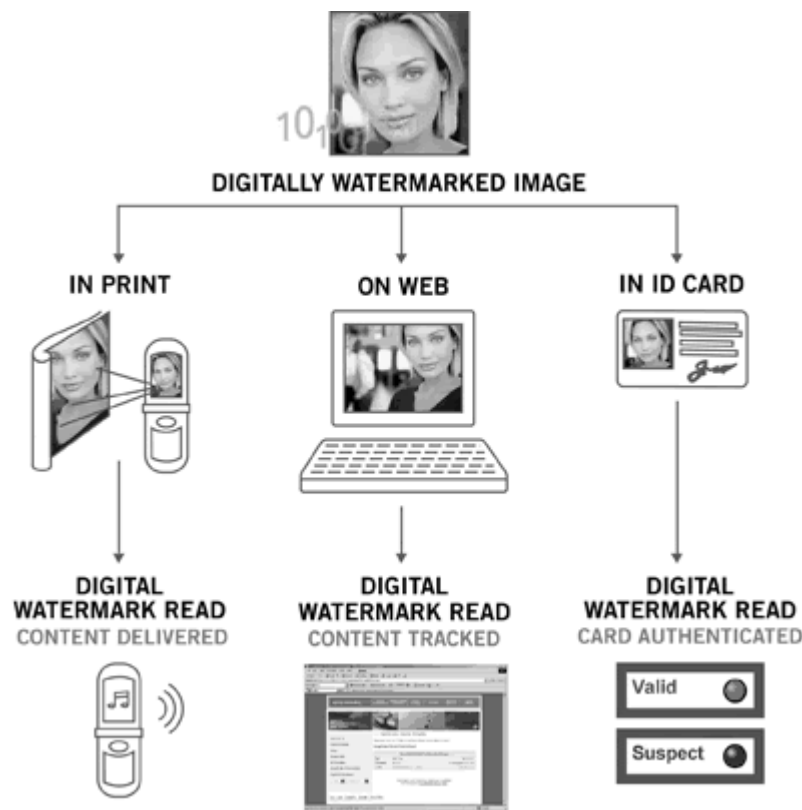 10101
DIGITALLY WATERMARKED IMAGE
IN PRINT
ON WEB
IN ID CARD
DIGITAL
WATERMARK READ
CONTENT DELIVERED
DIGITAL
WATERMARK READ
CONTENT TRACKED
DIGITAL
WATERMARK READ
CARD AUTHENTICATED
Valid
Suspect